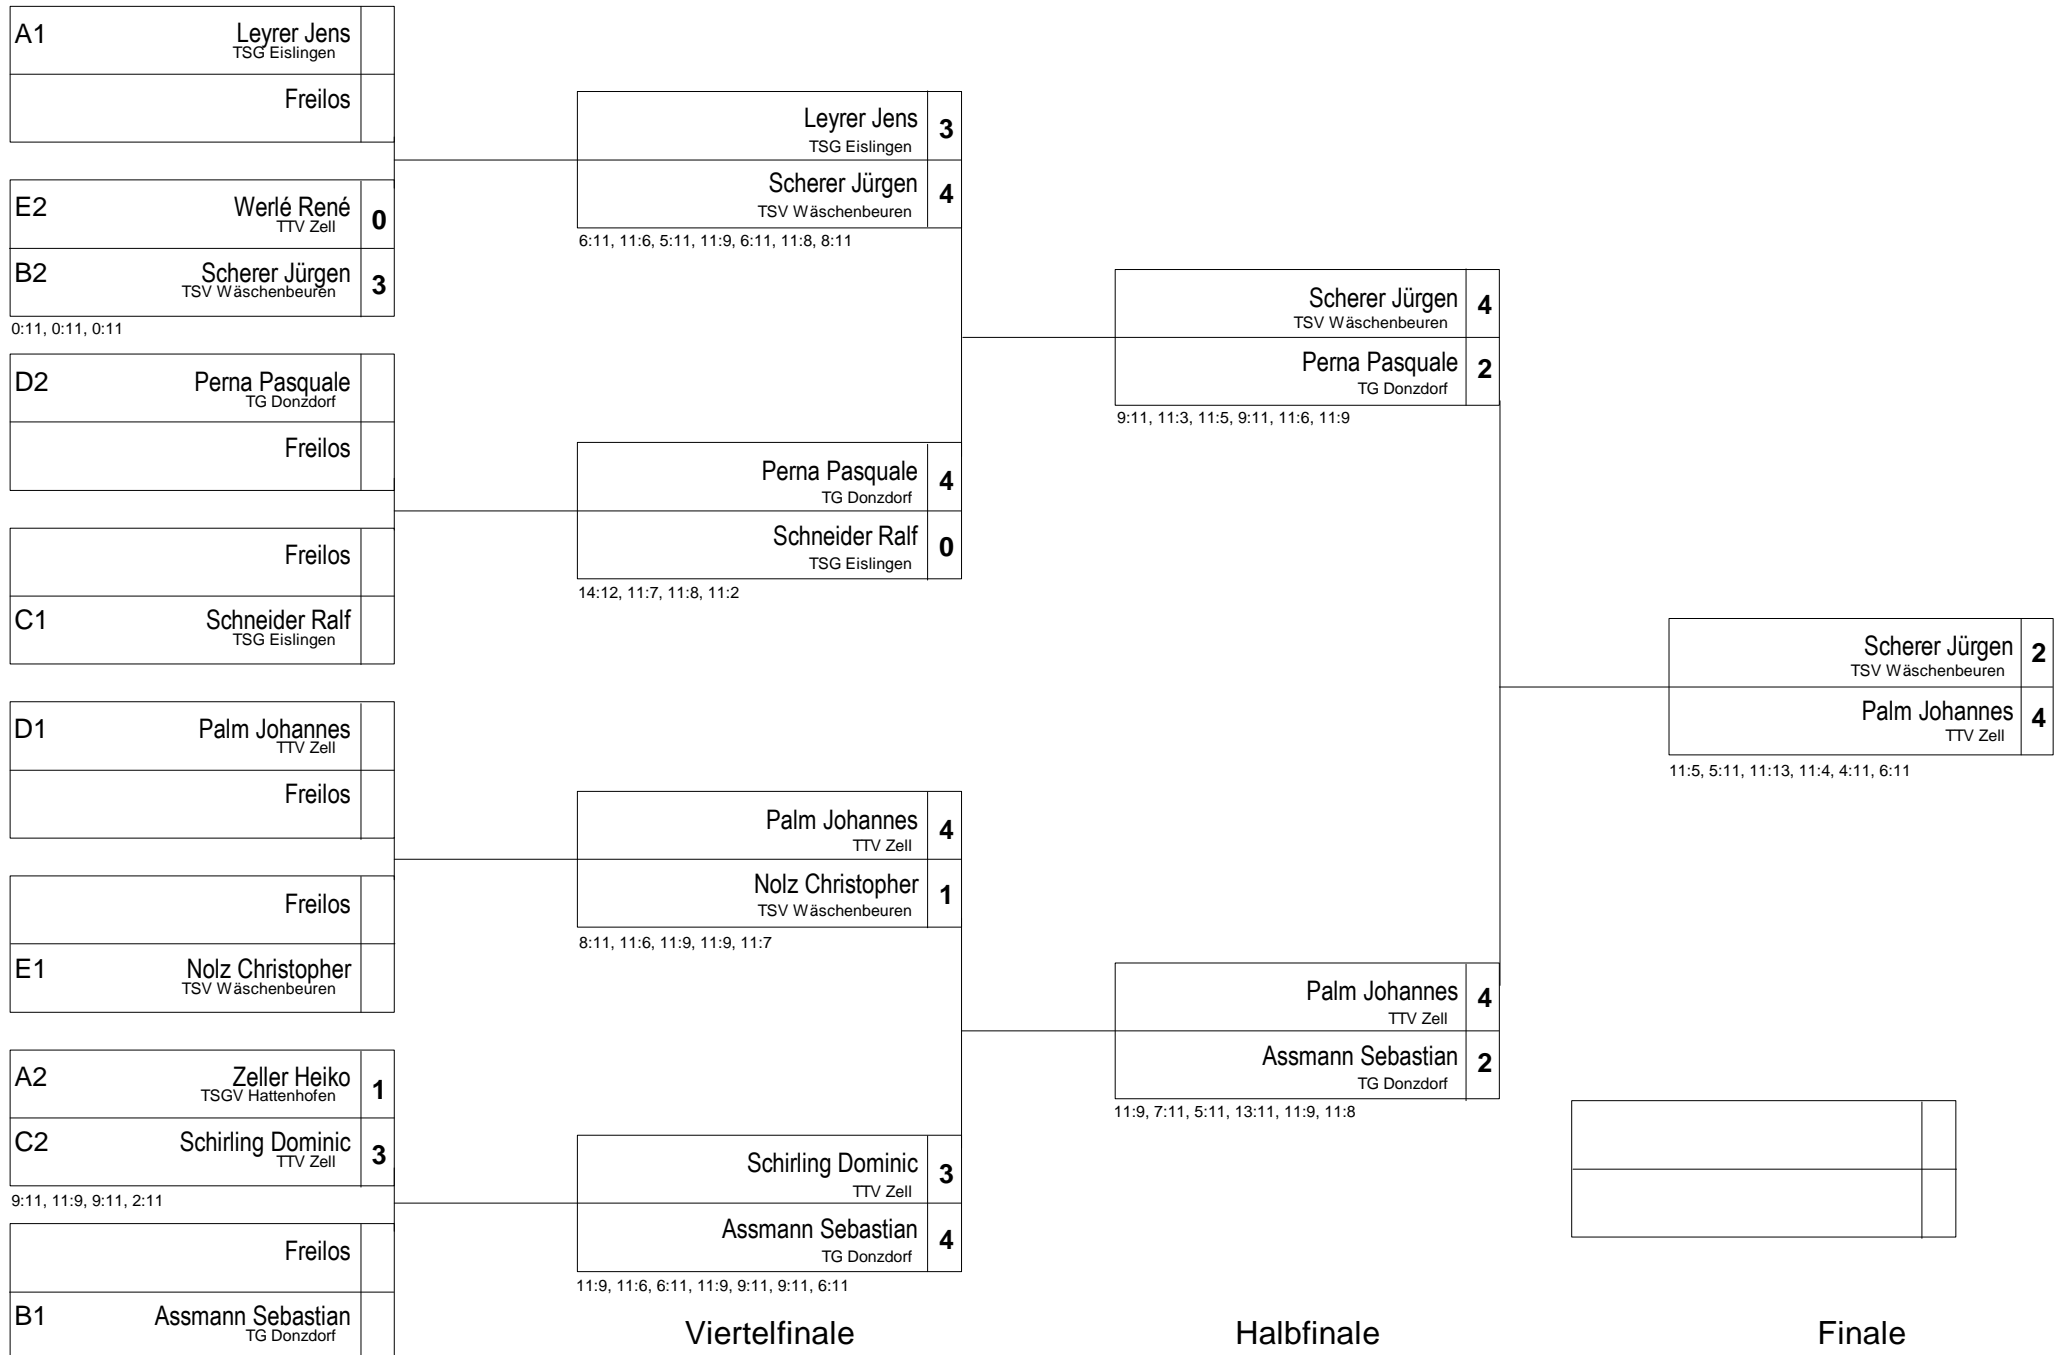 A1
Leyrer Jens
TSG Eislingen
Freilos
E2
Werlé René
TTV Zell
0
B2
Scherer Jürgen
TSV Wäschenbeuren
3
0:11, 0:11, 0:11
D2
Perna Pasquale
TG Donzdorf
Freilos
Freilos
C1
Schneider Ralf
TSG Eislingen
D1
Palm Johannes
TTV Zell
Freilos
Freilos
E1
Nolz Christopher
TSV Wäschenbeuren
A2
Zeller Heiko
TSGV Hattenhofen
1
C2
Schirling Dominic
TTV Zell
3
9:11, 11:9, 9:11, 2:11
Freilos
B1
Assmann Sebastian
TG Donzdorf
Leyrer Jens
TSG Eislingen
3
Scherer Jürgen
TSV Wäschenbeuren
4
6:11, 11:6, 5:11, 11:9, 6:11, 11:8, 8:11
Perna Pasquale
TG Donzdorf
4
Schneider Ralf
TSG Eislingen
0
14:12, 11:7, 11:8, 11:2
Palm Johannes
TTV Zell
4
Nolz Christopher
TSV Wäschenbeuren
1
8:11, 11:6, 11:9, 11:9, 11:7
Schirling Dominic
TTV Zell
3
Assmann Sebastian
TG Donzdorf
4
11:9, 11:6, 6:11, 11:9, 9:11, 9:11, 6:11
Viertelfinale
Scherer Jürgen
TSV Wäschenbeuren
4
Perna Pasquale
TG Donzdorf
2
9:11, 11:3, 11:5, 9:11, 11:6, 11:9
Palm Johannes
TTV Zell
4
Assmann Sebastian
TG Donzdorf
2
11:9, 7:11, 5:11, 13:11, 11:9, 11:8
Halbfinale
Scherer Jürgen
TSV Wäschenbeuren
2
Palm Johannes
TTV Zell
4
11:5, 5:11, 11:13, 11:4, 4:11, 6:11
Finale